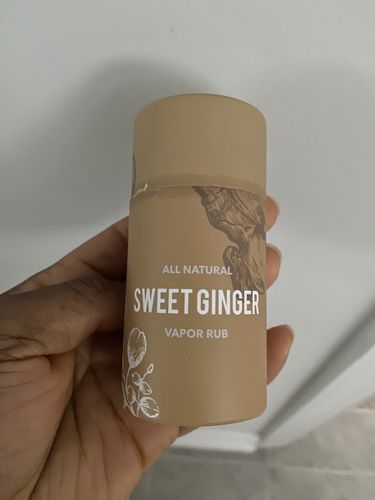 ALL NATURAL
SWEET GINGER
VAPOR RUB